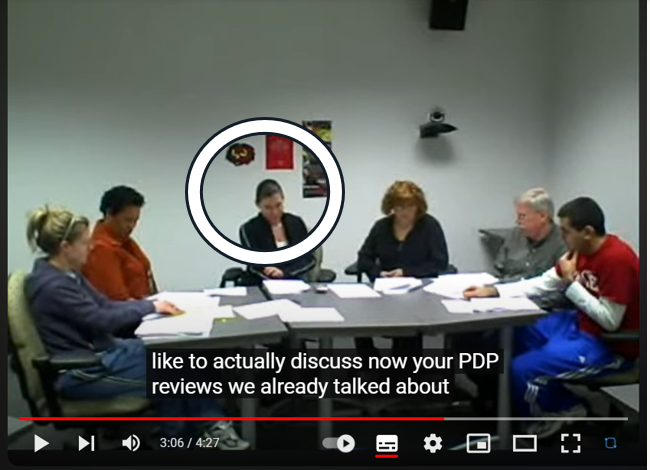 like to actually discuss now your PDP
reviews we already talked about
3:06 / 4:27